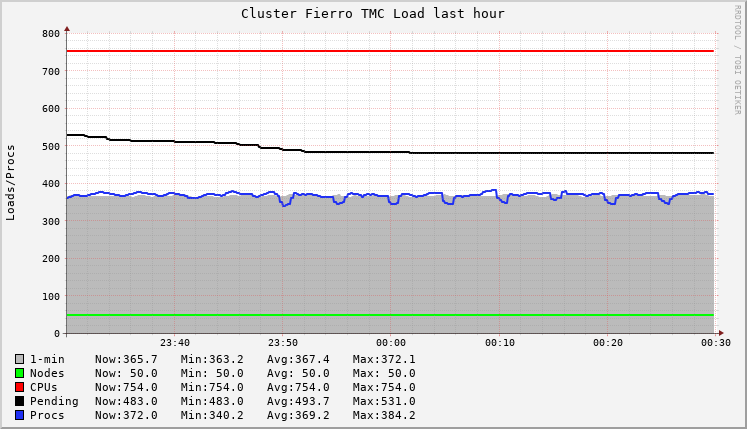 Cluster Fierro TMC Load last hour
RRDTOOL / TOBI OETIKER
Loads/Procs
800
700
600
500
400
300
200
100
0
23:40 23:50 00:00 00:10 00:20 00:30
1-min Now:365.7 Min:363.2 Avg:367.4 Max:372.1
Nodes Now: 50.0 Min: 50.0 Avg: 50.0 Max: 50.0
CPUs Now:754.0 Min:754.0 Avg:754.0 Max:754.0
Pending Now:483.0 Min:483.0 Avg:493.7 Max:531.0
Procs Now:372.0 Min:340.2 Avg:369.2 Max:384.2